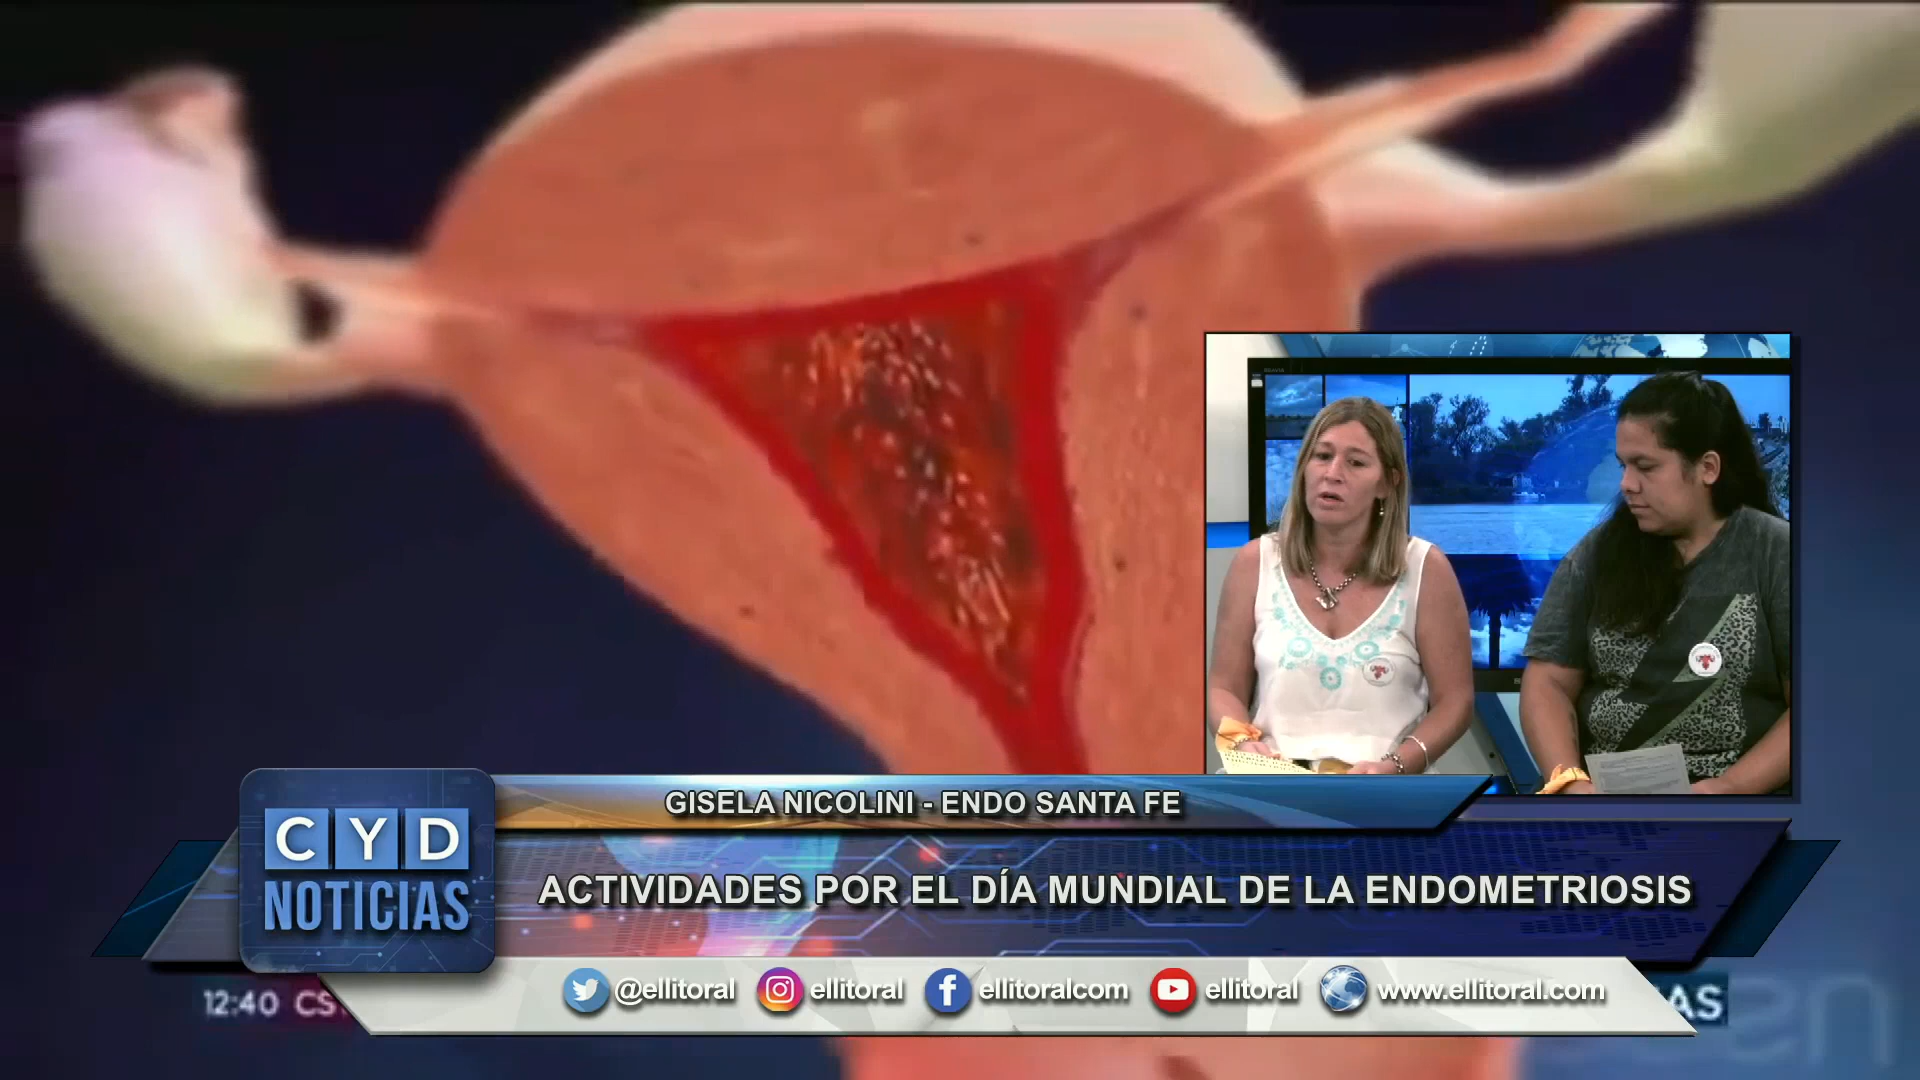 GISELA NICOLINI - ENDO SANTA FE
CYD
NOTICIAS
ACTIVIDADES POR EL DÍA MUNDIAL DE LA ENDOMETRIOSIS
12:40 CS
@ellitoral ellitoral ellitoralcom ellitoral www.ellitoral.com